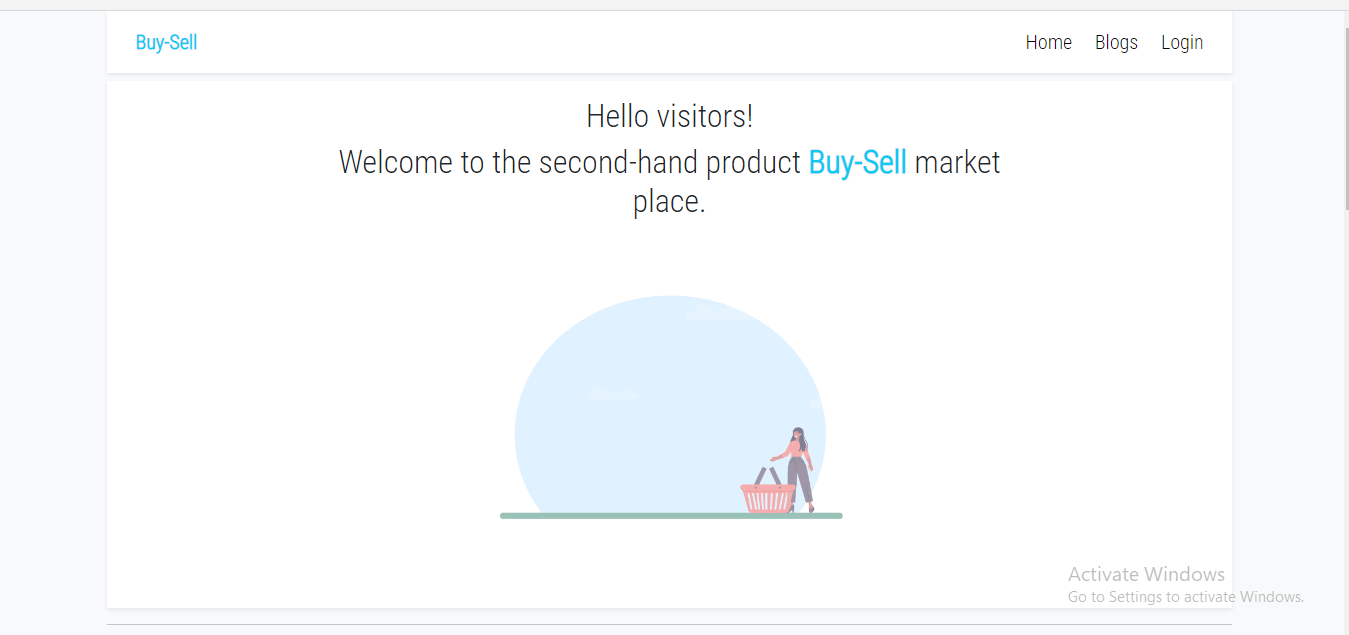 Buy-Sell Home Blogs Login
Hello visitors!
Welcome to the second-hand product Buy-Sell market
place.
Activate Windows
Go to Settings to activate Windows.